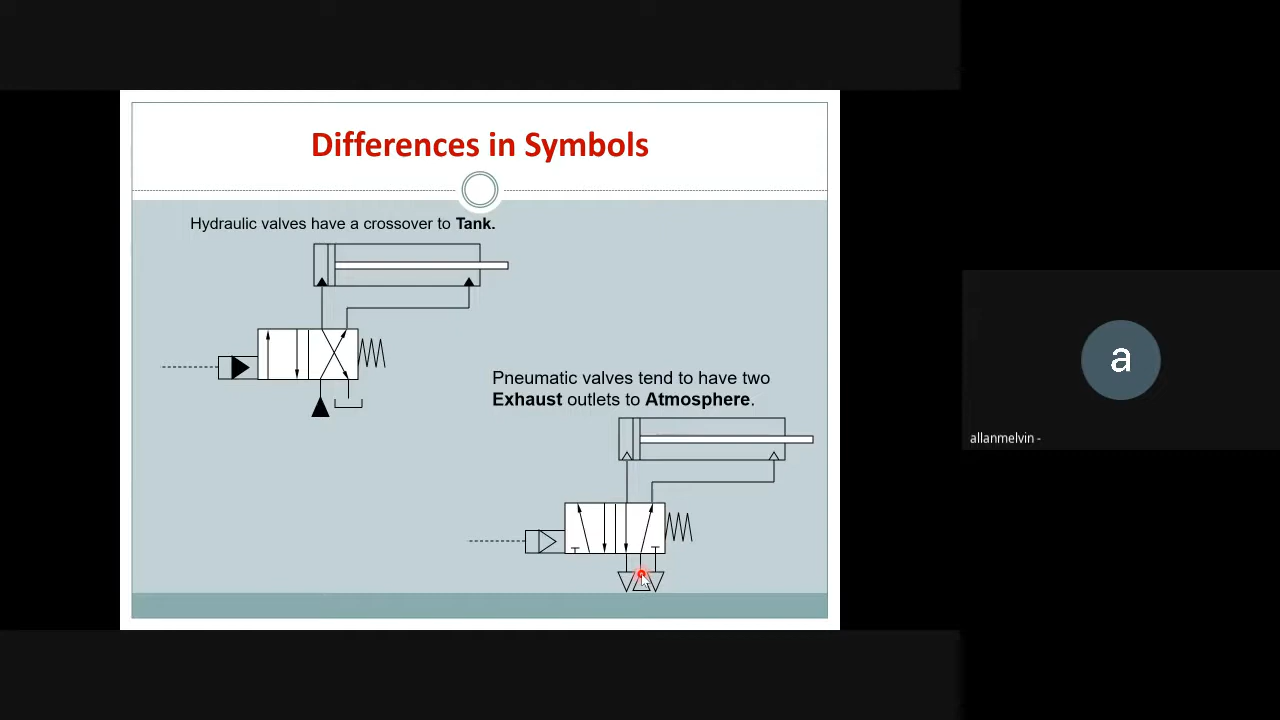 Differences in Symbols
Hydraulic valves have a crossover to Tank.
Pneumatic valves tend to have two
Exhaust outlets to Atmosphere.
a
allanmelvin -